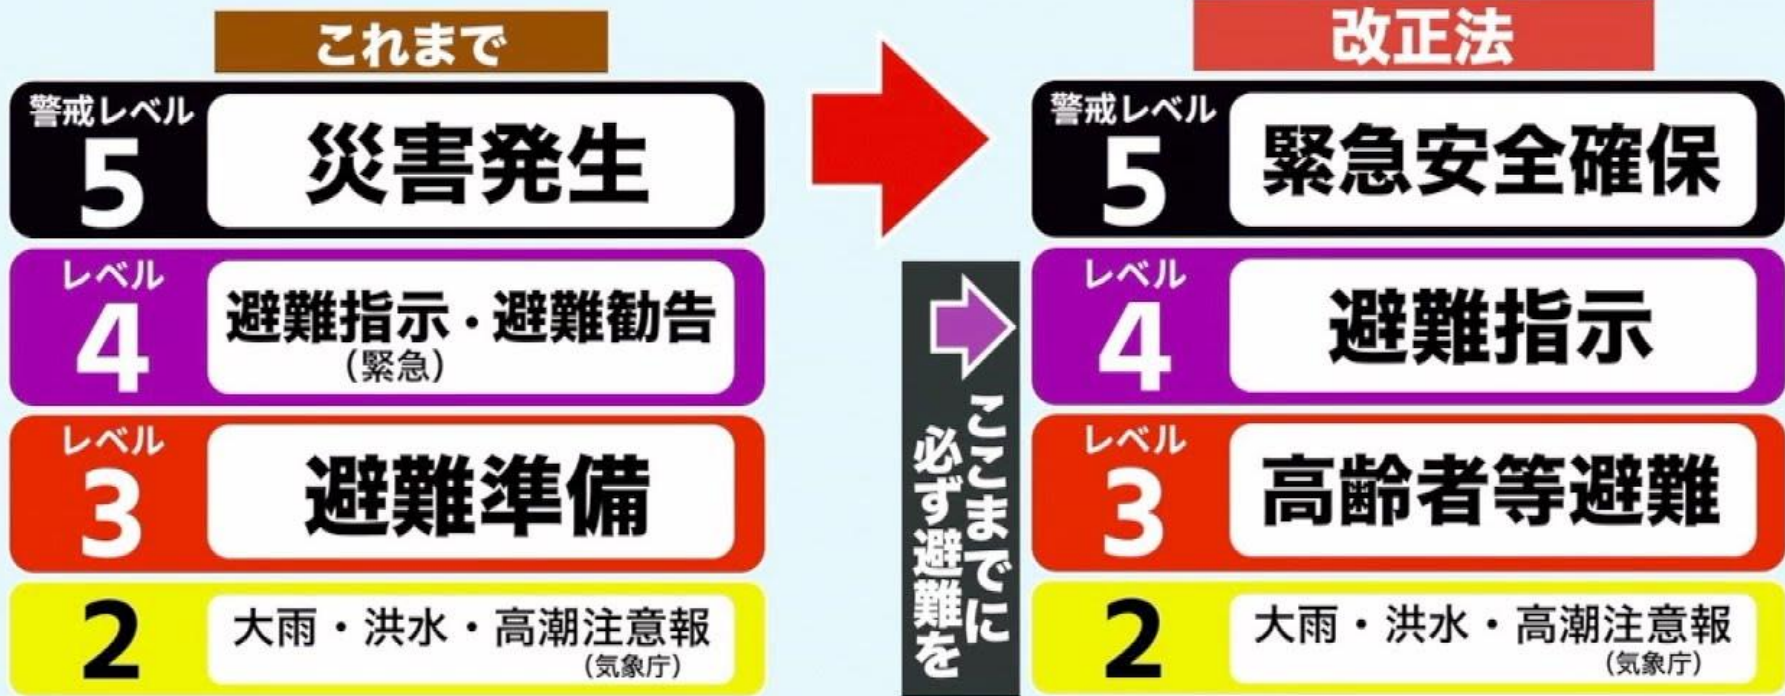 これまで
警戒レベル
5
災害発生
レベル
4
避難指示・避難勧告
（緊急）
レベル
3
避難準備
2
大雨・洪水・高潮注意報
（気象庁）
ここまでに
必ず避難を
改正法
警戒レベル
5
緊急安全確保
レベル
4
避難指示
レベル
3
高齢者等避難
2
大雨・洪水・高潮注意報
（気象庁）